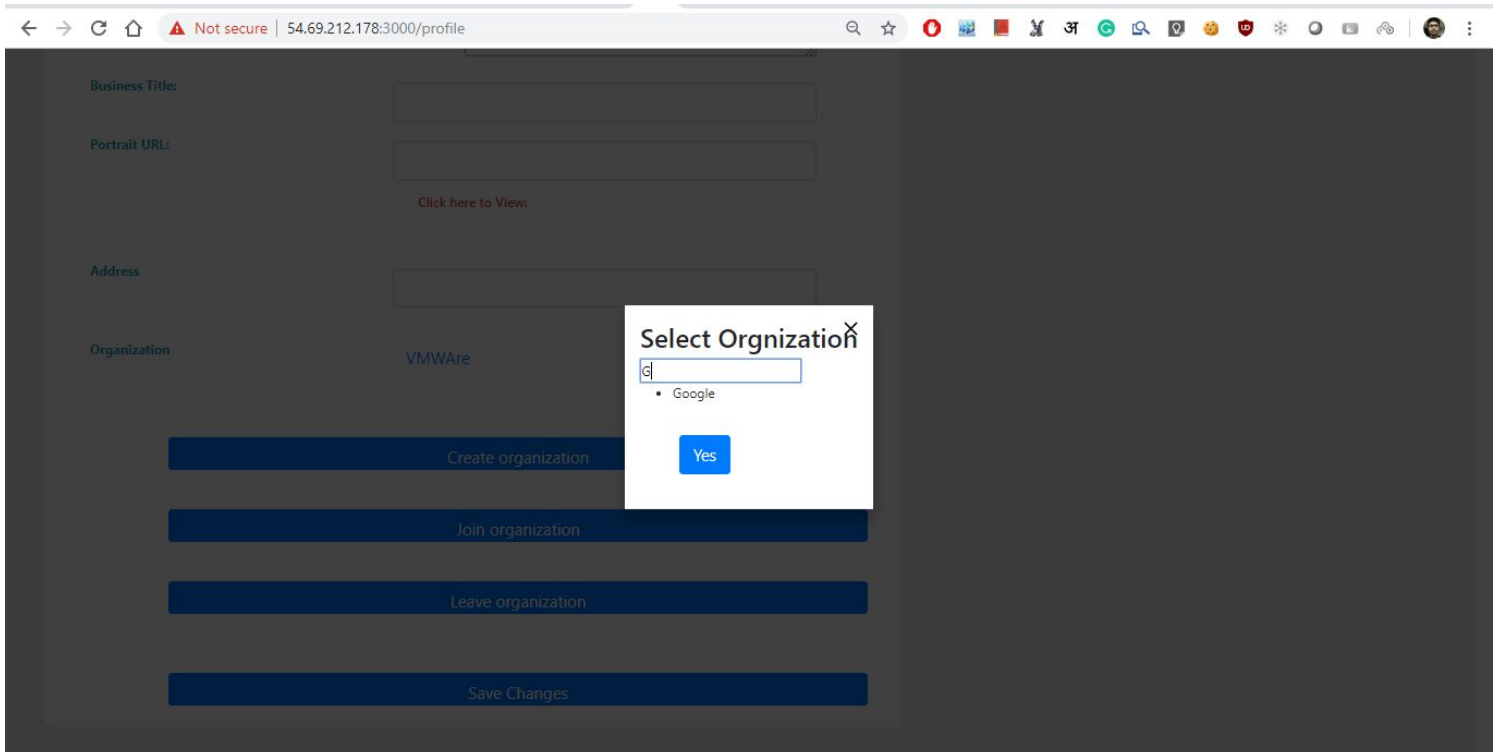 Not secure | 54.69.212.178:3000/profile
Business Title:
Portrait URL:
Click here to View:
Address
Organization
VMWAre
Select Orgnization
G
Google
Yes
Create organization
Join organization
Leave organization
Save Changes